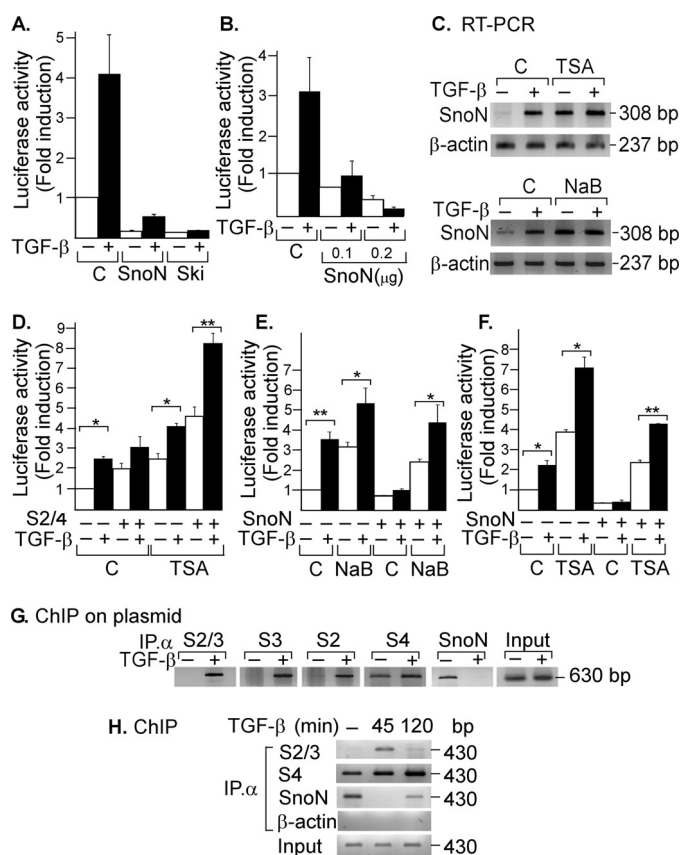 A.
Luciferase activity
(Fold induction)
5
4
3
2
1
TGF-β – + – + – +
C SnoN Ski
B.
Luciferase activity
(Fold induction)
4
3
2
1
TGF-β – + – + – +
C 0.1 0.2
SnoN(μg)
C. RT-PCR
C TSA
TGF-β – + – +
SnoN 308 bp
β-actin 237 bp
C NaB
TGF-β – + – +
SnoN 308 bp
β-actin 237 bp
D.
Luciferase activity
(Fold induction)
9
8
7
6
5
4
3
2
1
* * **
S2/4 – – + + – – + +
TGF-β – + – + – + – +
C TSA
E.
Luciferase activity
(Fold induction)
7
6
5
4
3
2
1
** * *
SnoN – – – – + + + +
TGF-β – + – + – + – +
C NaB C NaB
F.
Luciferase activity
(Fold induction)
7
6
5
4
3
2
1
* * **
SnoN – – – – + + + +
TGF-β – + – + – + – +
C TSA C TSA
G. ChIP on plasmid
IP.α S2/3 S3 S2 S4 SnoN Input
TGF-β – + – + – + – + – + – +
630 bp
H. ChIP
TGF-β (min) – 45 120 bp
IP.α
S2/3 430
S4 430
SnoN 430
β-actin
Input 430